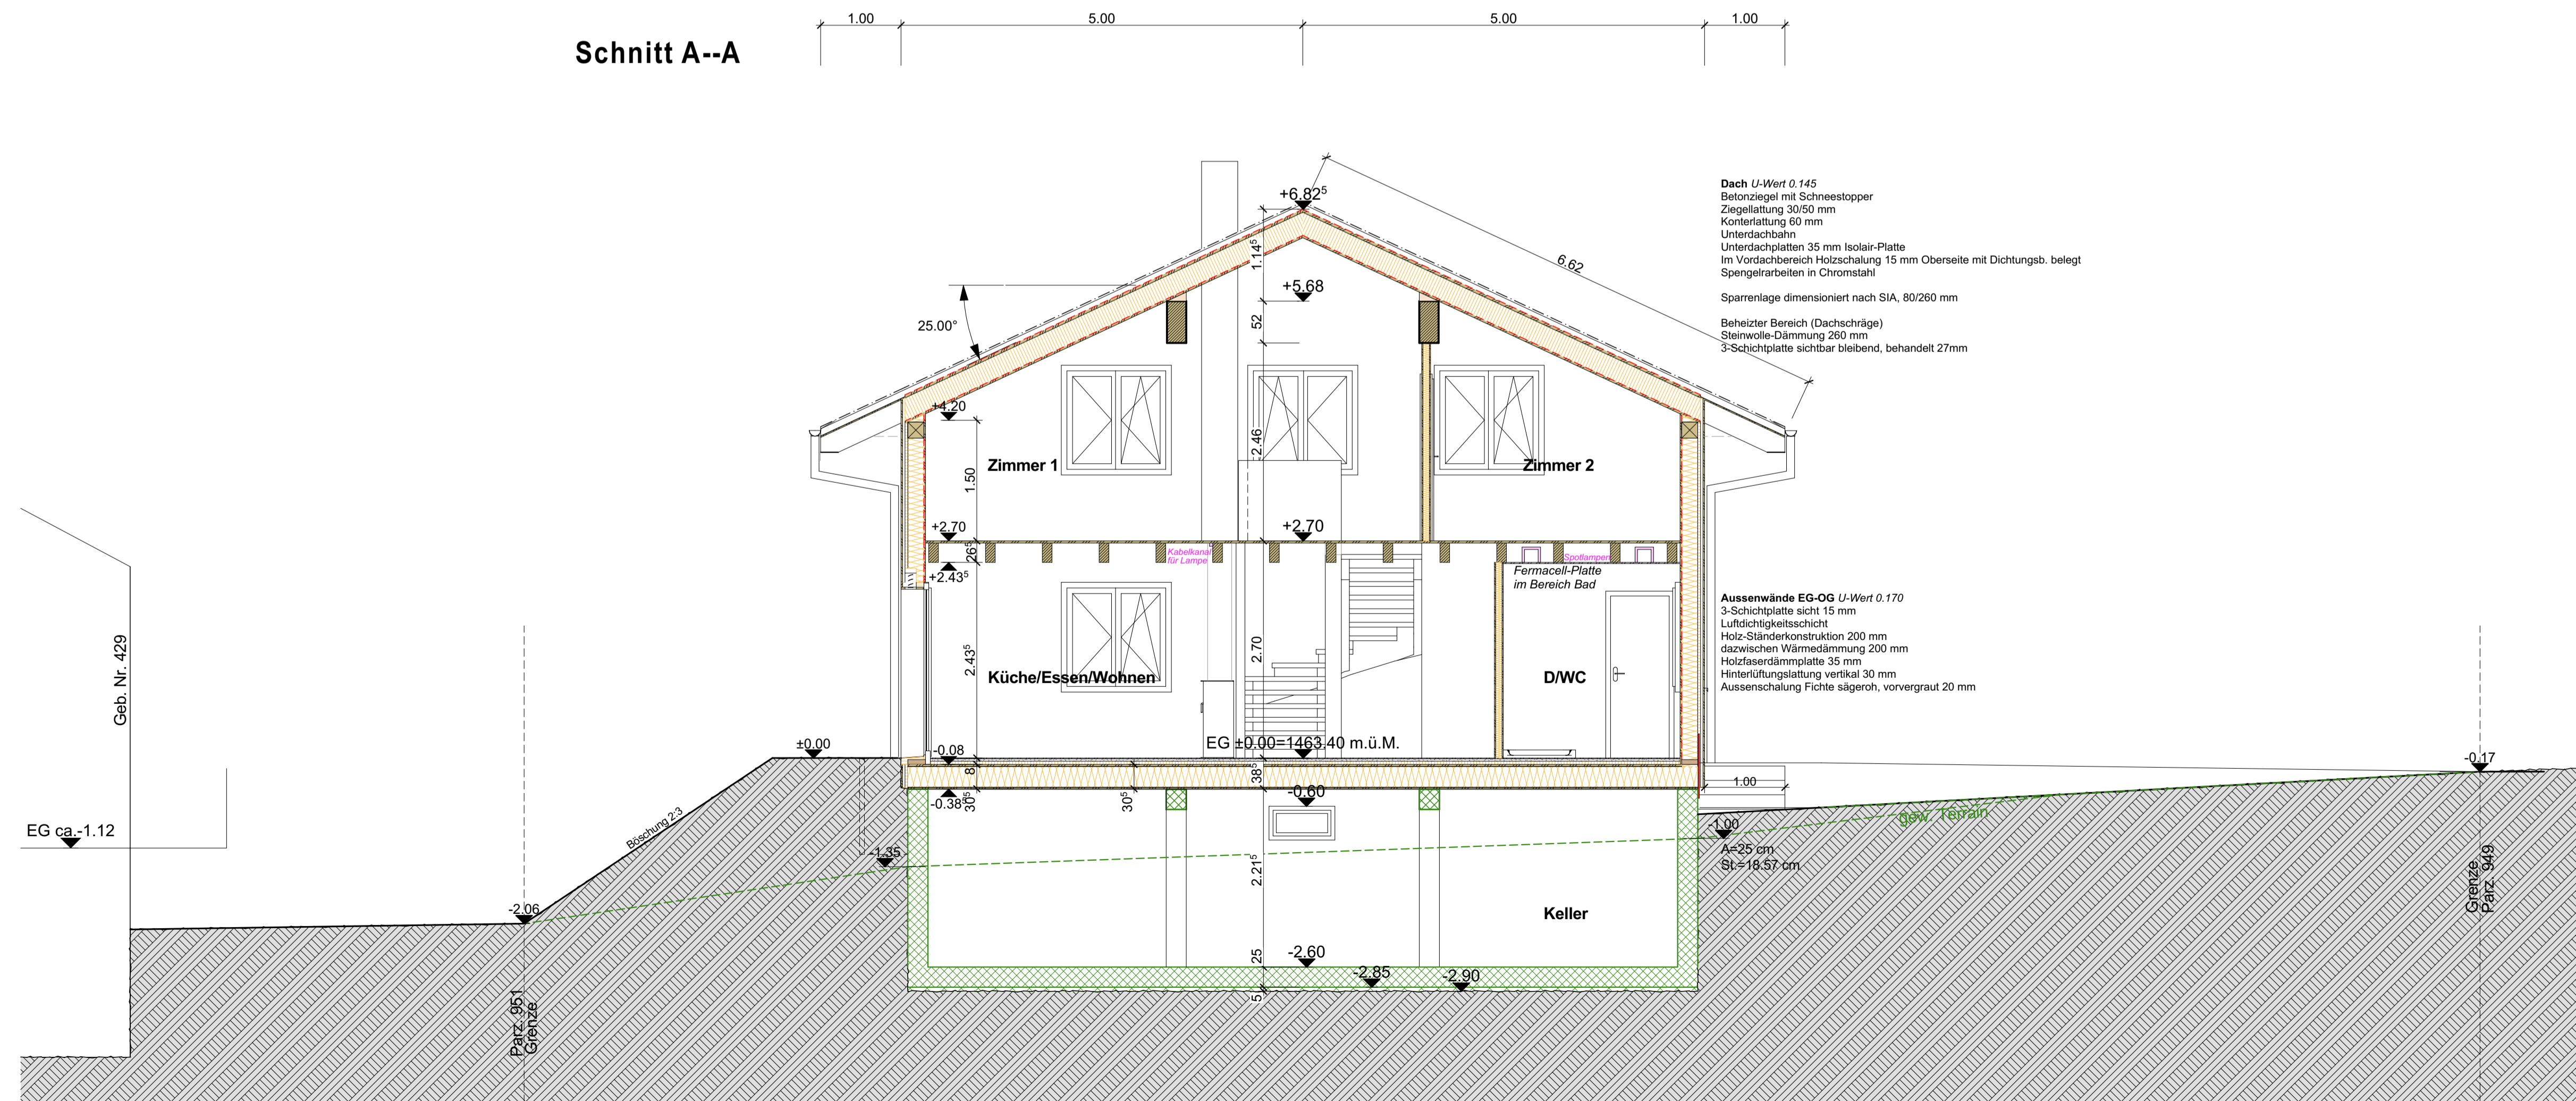 1.00
5.00
5.00
1.00
Schnitt A--A
+6.82⁵
1.14⁵
6.62
+5.68
25.00°
52
+4.20
2.46
Zimmer 1
Zimmer 2
1.50
+2.70
+2.70
26⁵
+2.43⁵
Kabelkanal
für Lampe
Spotlampen
Fermacell-Platte
im Bereich Bad
2.43⁵
2.70
Küche/Essen/Wohnen
D/WC
Dach U-Wert 0.145
Betonziegel mit Schneestopper
Ziegellattung 30/50 mm
Konterlattung 60 mm
Unterdachbahn
Unterdachplatten 35 mm Isolair-Platte
Im Vordachbereich Holzschalung 15 mm Oberseite mit Dichtungsb. belegt
Spengelrarbeiten in Chromstahl
Sparrenlage dimensioniert nach SIA, 80/260 mm
Beheizter Bereich (Dachschräge)
Steinwolle-Dämmung 260 mm
3-Schichtplatte sichtbar bleibend, behandelt 27mm
Aussenwände EG-OG U-Wert 0.170
3-Schichtplatte sicht 15 mm
Luftdichtigkeitsschicht
Holz-Ständerkonstruktion 200 mm
dazwischen Wärmedämmung 200 mm
Holzfaserdämmplatte 35 mm
Hinterlüftungslattung vertikal 30 mm
Aussenschalung Fichte sägeroh, vorvergraut 20 mm
Geb. Nr. 429
±0.00
-0.08
EG ±0.00=1463.40 m.ü.M.
-0.17
8
38⁵
1.00
-0.38⁵
30⁵
30⁵
-0.60
EG ca.-1.12
Böschung 2:3
-1.35
-1.00
A=25 cm
St.=18.57 cm
gew. Terrain
2.21⁵
-2.06
Keller
Grenze
Parz. 949
25
-2.60
-2.85
-2.90
5
Parz. 951
Grenze